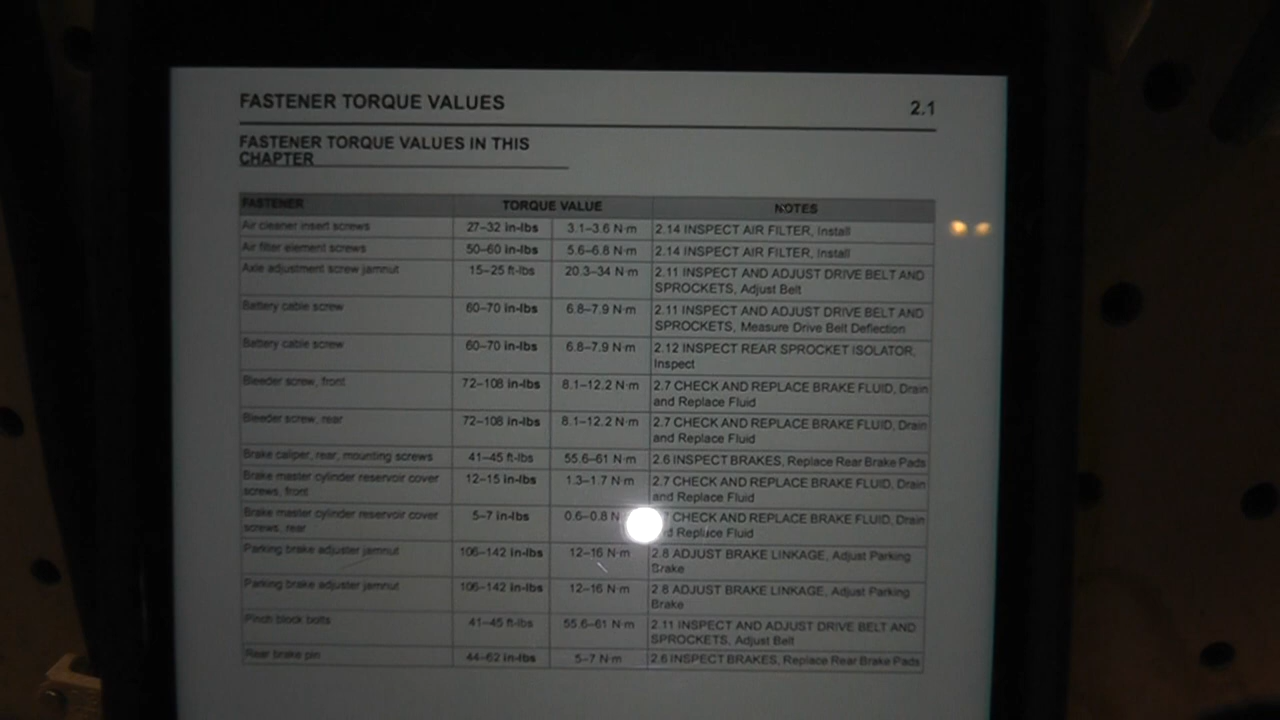 FASTENER TORQUE VALUES 2.1
FASTENER TORQUE VALUES IN THIS
CHAPTER
FASTENER TORQUE VALUE NOTES
Air cleaner insert screws 27–32 in-lbs 3.1–3.6 N·m 2.14 INSPECT AIR FILTER, Install
Air filter element screws 50–60 in-lbs 5.6–6.8 N·m 2.14 INSPECT AIR FILTER, Install
Axle adjustment screw jamnut 15–25 ft-lbs 20.3–34 N·m 2.11 INSPECT AND ADJUST DRIVE BELT AND
SPROCKETS, Adjust Belt
Battery cable screw 60–70 in-lbs 6.8–7.9 N·m 2.11 INSPECT AND ADJUST DRIVE BELT AND
SPROCKETS, Measure Drive Belt Deflection
Battery cable screw 60–70 in-lbs 6.8–7.9 N·m 2.12 INSPECT REAR SPROCKET ISOLATOR,
Inspect
Bleeder screw, front 72–108 in-lbs 8.1–12.2 N·m 2.7 CHECK AND REPLACE BRAKE FLUID, Drain
and Replace Fluid
Bleeder screw, rear 72–108 in-lbs 8.1–12.2 N·m 2.7 CHECK AND REPLACE BRAKE FLUID, Drain
and Replace Fluid
Brake caliper, rear, mounting screws 41–45 ft-lbs 55.6–61 N·m 2.6 INSPECT BRAKES, Replace Rear Brake Pads
Brake master cylinder reservoir cover 12–15 in-lbs 1.3–1.7 N·m 2.7 CHECK AND REPLACE BRAKE FLUID, Drain
screws, front and Replace Fluid
Brake master cylinder reservoir cover 5–7 in-lbs 0.6–0.8 N CHECK AND REPLACE BRAKE FLUID, Drain
screws, rear Replace Fluid
Parking brake adjuster jamnut 106–142 in-lbs 12–16 N·m 2.8 ADJUST BRAKE LINKAGE, Adjust Parking
Brake
Parking brake adjuster jamnut 106–142 in-lbs 12–16 N·m 2.8 ADJUST BRAKE LINKAGE, Adjust Parking
Brake
Pinch block bolts 41–45 ft-lbs 55.6–61 N·m 2.11 INSPECT AND ADJUST DRIVE BELT AND
SPROCKETS, Adjust Belt
Rear brake pin 44–62 in-lbs 5–7 N·m 2.6 INSPECT BRAKES, Replace Rear Brake Pads